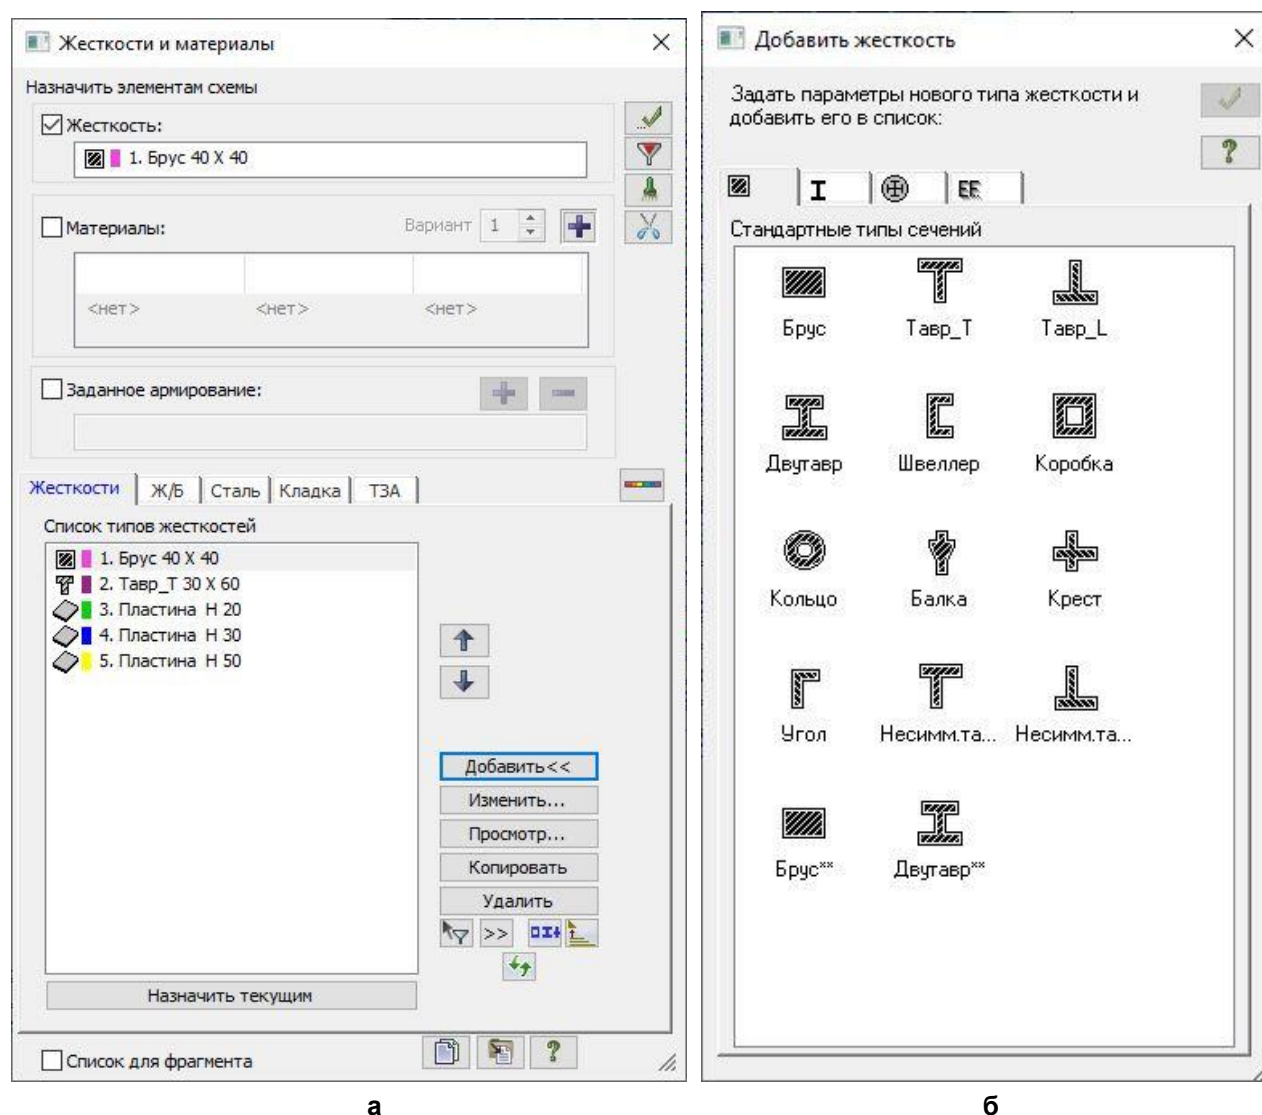 Жесткости и материалы
Назначить элементам схемы
Жесткость:
1. Брус 40 X 40
Материалы:
Вариант 1
<нет> <нет> <нет>
Заданное армирование:
Жесткости Ж/Б Сталь Кладка ТЗА
Список типов жесткостей
1. Брус 40 X 40
2. Тавр_Т 30 X 60
3. Пластина Н 20
4. Пластина Н 30
5. Пластина Н 50
Добавить<<
Изменить...
Просмотр...
Копировать
Удалить
>>
Назначить текущим
Список для фрагмента
?
а
Добавить жесткость
Задать параметры нового типа жесткости и
добавить его в список:
?
Стандартные типы сечений
Брус Тавр_Т Тавр_L
Двутавр Швеллер Коробка
Кольцо Балка Крест
Угол Несимм.та... Несимм.та...
Брус** Двутавр**
б